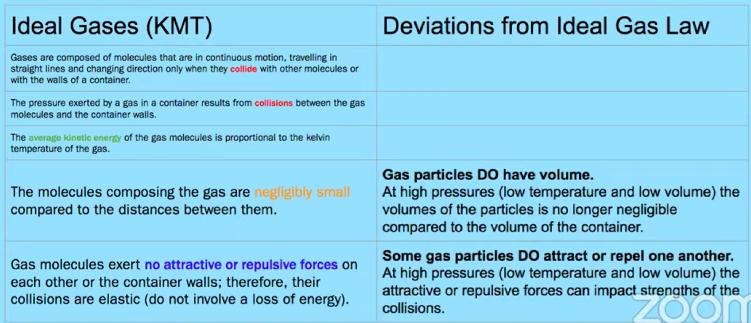 Ideal Gases (KMT)
Deviations from Ideal Gas Law
Gases are composed of molecules that are in continuous motion, travelling in
straight lines and changing direction only when they collide with other molecules or
with the walls of a container.
The pressure exerted by a gas in a container results from collisions between the gas
molecules and the container walls.
The average kinetic energy of the gas molecules is proportional to the kelvin
temperature of the gas.
The molecules composing the gas are negligibly small
compared to the distances between them.
Gas particles DO have volume.
At high pressures (low temperature and low volume) the
volumes of the particles is no longer negligible
compared to the volume of the container.
Gas molecules exert no attractive or repulsive forces on
each other or the container walls; therefore, their
collisions are elastic (do not involve a loss of energy).
Some gas particles DO attract or repel one another.
At high pressures (low temperature and low volume) the
attractive or repulsive forces can impact strengths of the
collisions.
zoom